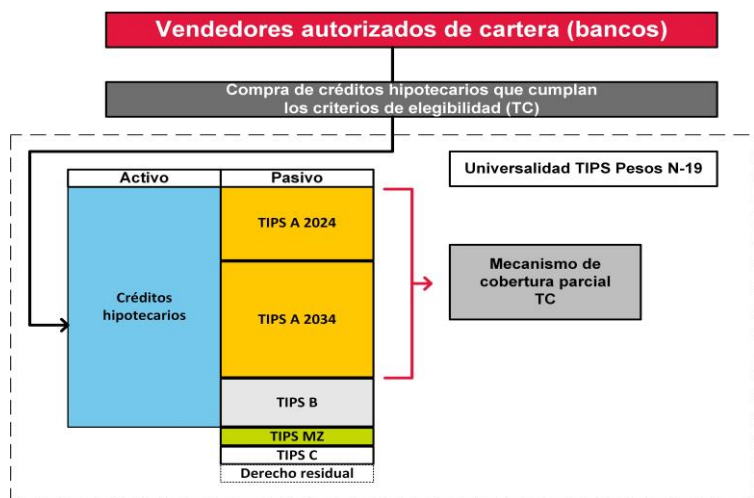 Vendedores autorizados de cartera (bancos)
Compra de créditos hipotecarios que cumplan
los criterios de elegibilidad (TC)
Universalidad TIPS Pesos N-19
Activo
Pasivo
TIPS A 2024
Créditos
hipotecarios
TIPS A 2034
TIPS B
TIPS MZ
TIPS C
Derecho residual
Mecanismo de
cobertura parcial
TC